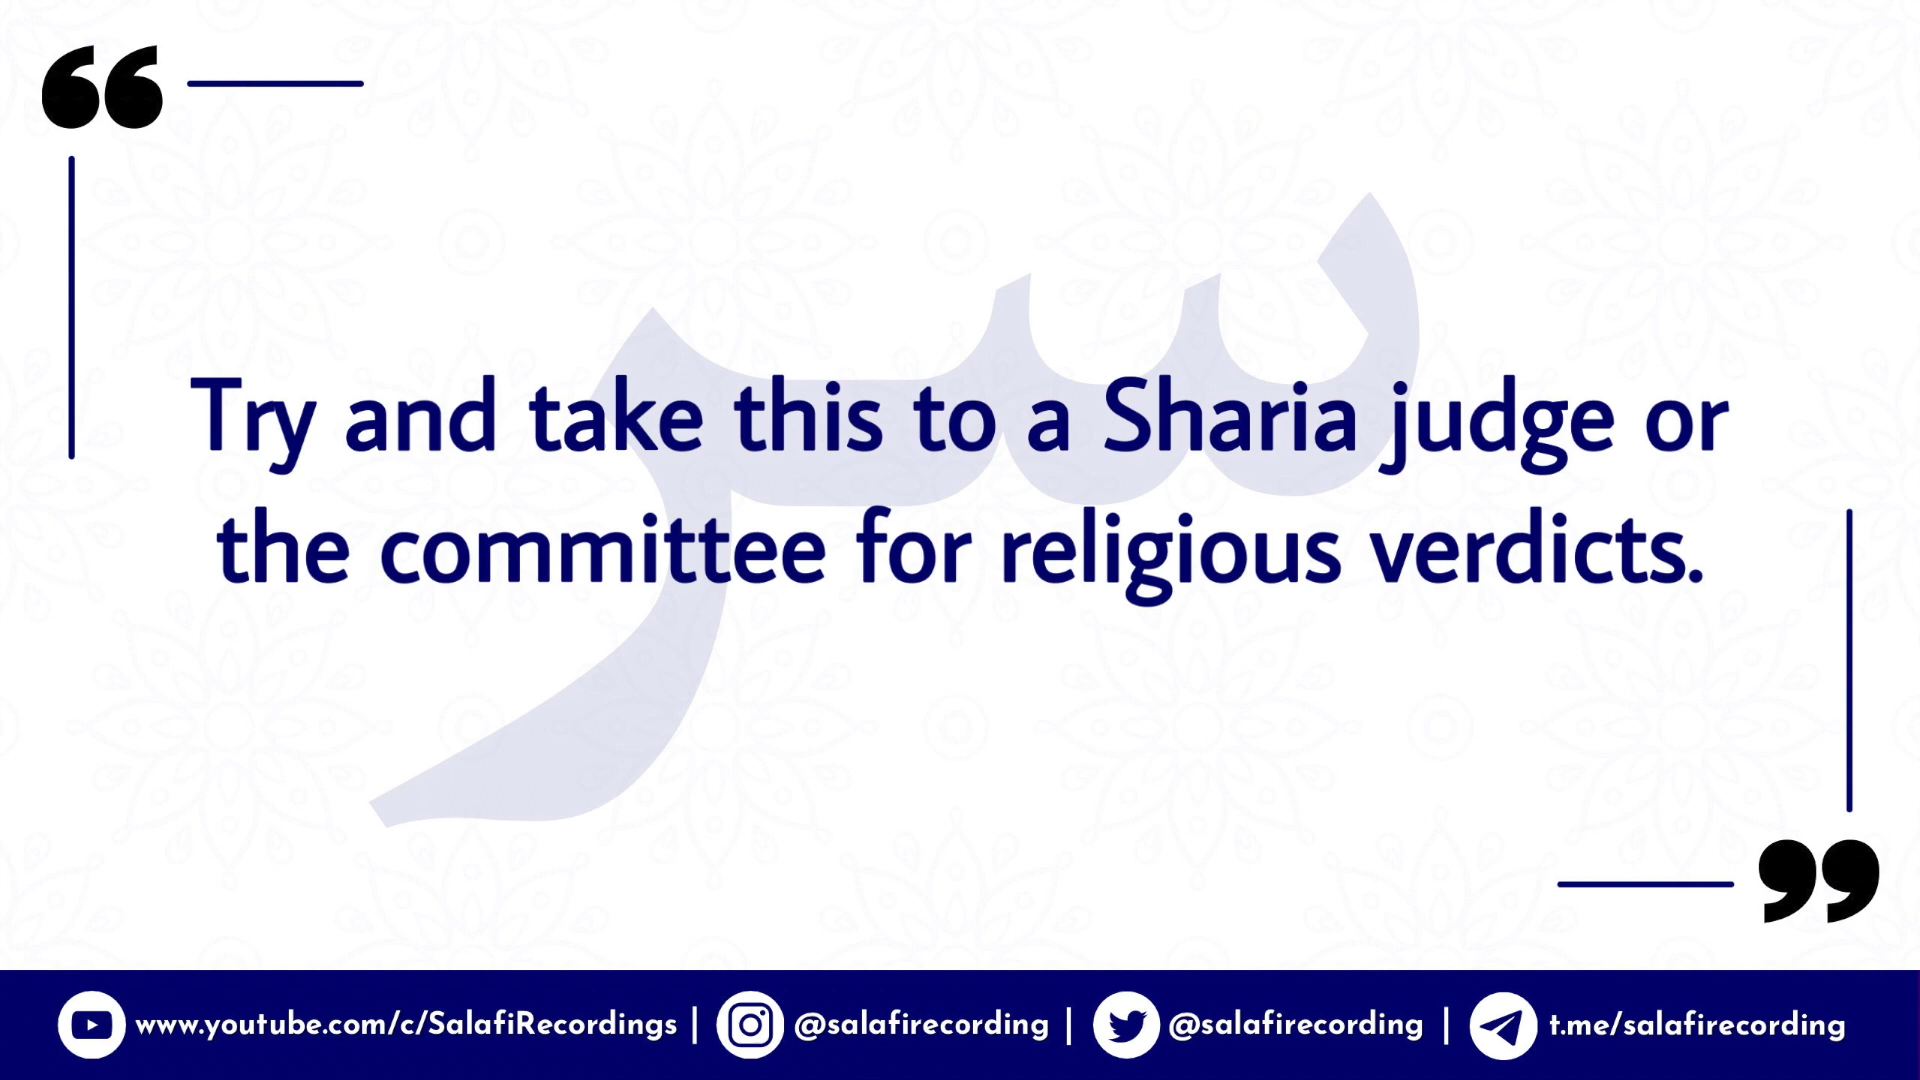 “
سر
Try and take this to a Sharia judge or
the committee for religious verdicts.
”
www.youtube.com/c/SalafiRecordings | @salafirecording | @salafirecording | t.me/salafirecording